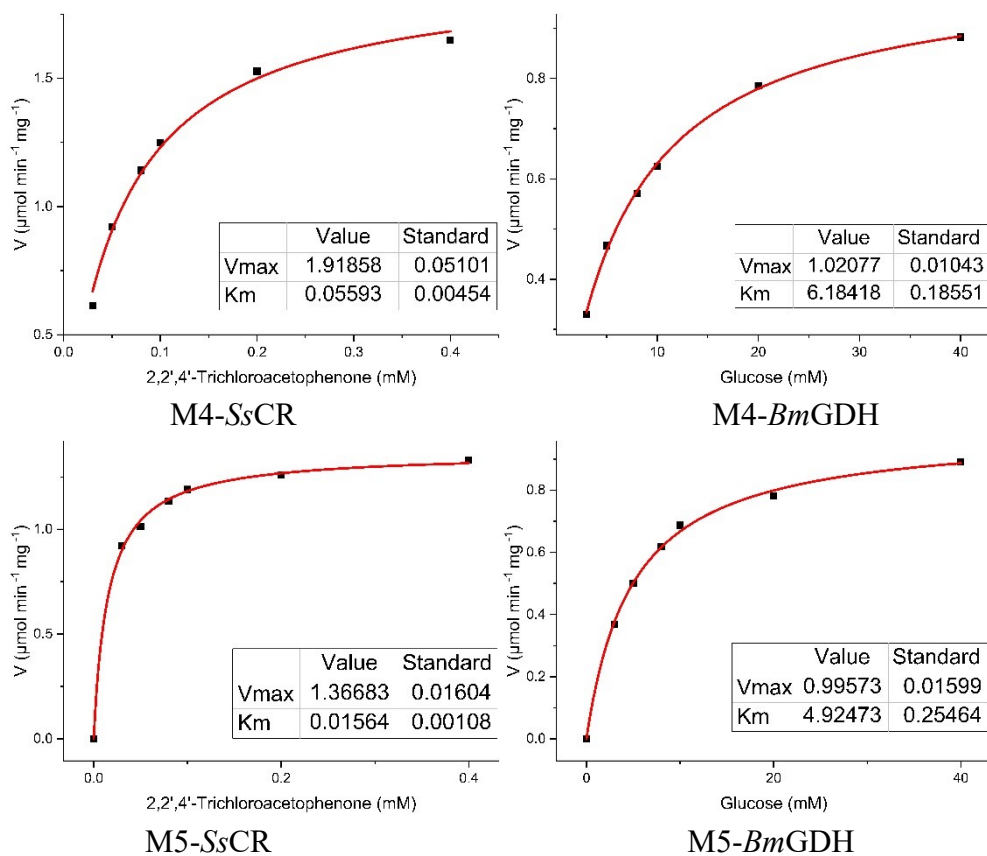 V (µmol min⁻¹ mg⁻¹)
1.5
1.0
0.5
0.0 0.1 0.2 0.3 0.4
2,2',4'-Trichloroacetophenone (mM)
Value Standard
Vmax 1.91858 0.05101
Km 0.05593 0.00454
M4-SsCR
V (µmol min⁻¹ mg⁻¹)
0.8
0.6
0.4
10 20 30 40
Glucose (mM)
Value Standard
Vmax 1.02077 0.01043
Km 6.18418 0.18551
M4-BmGDH
V (µmol min⁻¹ mg⁻¹)
1.0
0.5
0.0
0.0 0.2 0.4
2,2',4'-Trichloroacetophenone (mM)
Value Standard
Vmax 1.36683 0.01604
Km 0.01564 0.00108
M5-SsCR
V (µmol min⁻¹ mg⁻¹)
0.8
0.6
0.4
0.2
0.0
0 20 40
Glucose (mM)
Value Standard
Vmax 0.99573 0.01599
Km 4.92473 0.25464
M5-BmGDH